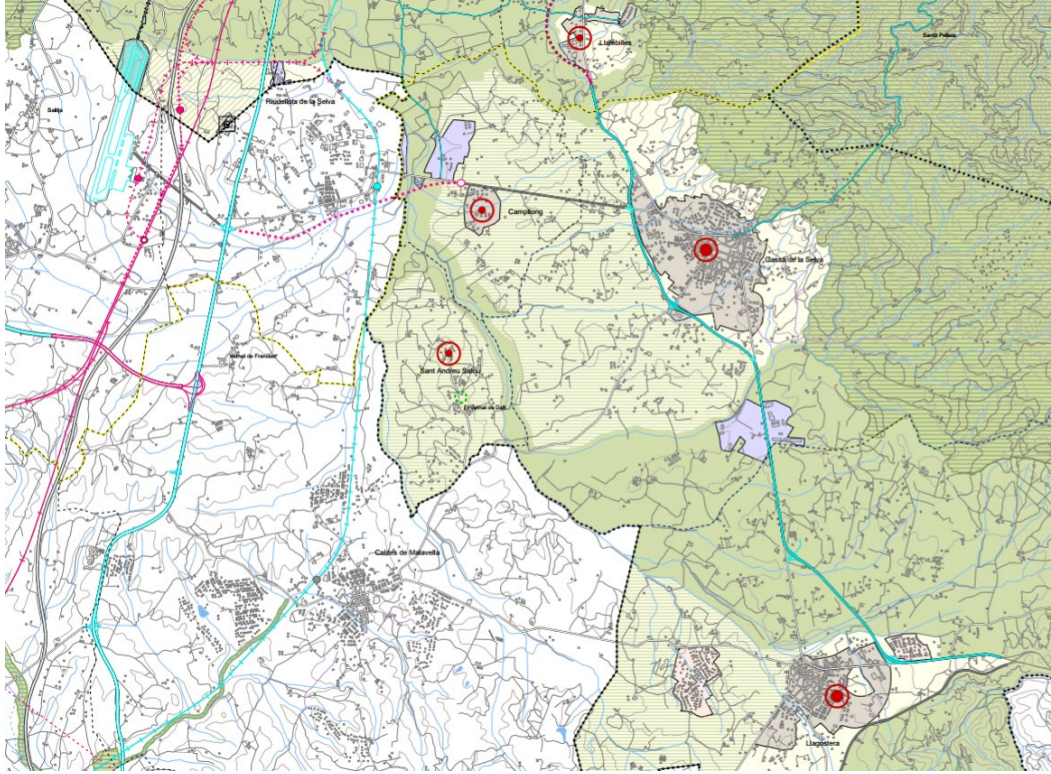 Llambilles
Santa Pellaia
Salitja
Riudellots de la Selva
Campllong
Cassà de la Selva
Sant Andreu Salou
Caldes de Malavella
Llagostera